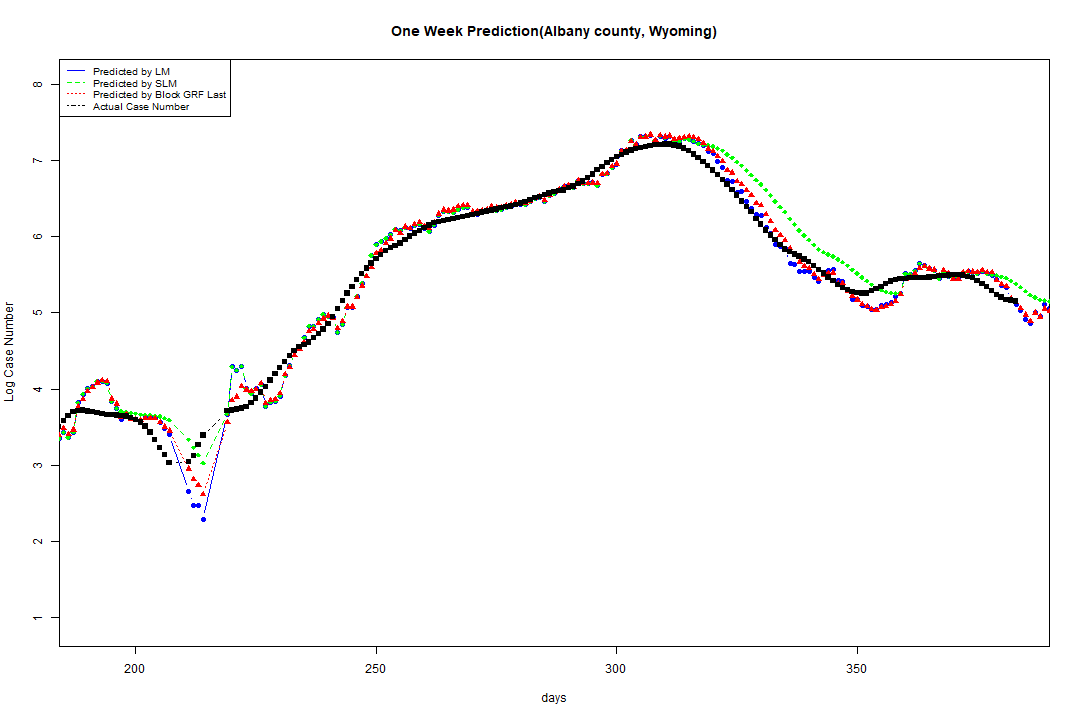 One Week Prediction(Albany county, Wyoming)
Predicted by LM
Predicted by SLM
Predicted by Block GRF Last
Actual Case Number
8
7
6
5
4
3
2
1
Log Case Number
200 250 300 350
days